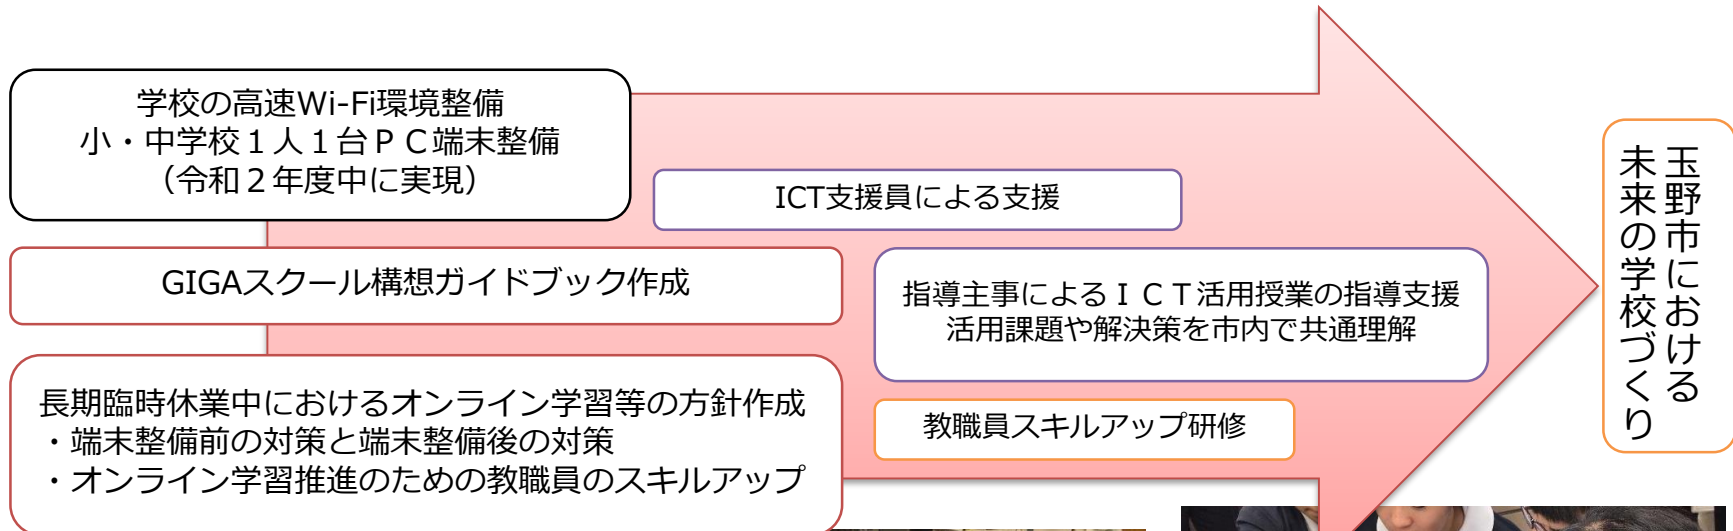 学校の高速Wi-Fi環境整備
小・中学校１人１台ＰＣ端末整備
（令和２年度中に実現）
ICT支援員による支援
GIGAスクール構想ガイドブック作成
指導主事によるＩＣＴ活用授業の指導支援
活用課題や解決策を市内で共通理解
長期臨時休業中におけるオンライン学習等の方針作成
・端末整備前の対策と端末整備後の対策
・オンライン学習推進のための教職員のスキルアップ
教職員スキルアップ研修
玉野市における
未来の学校づくり